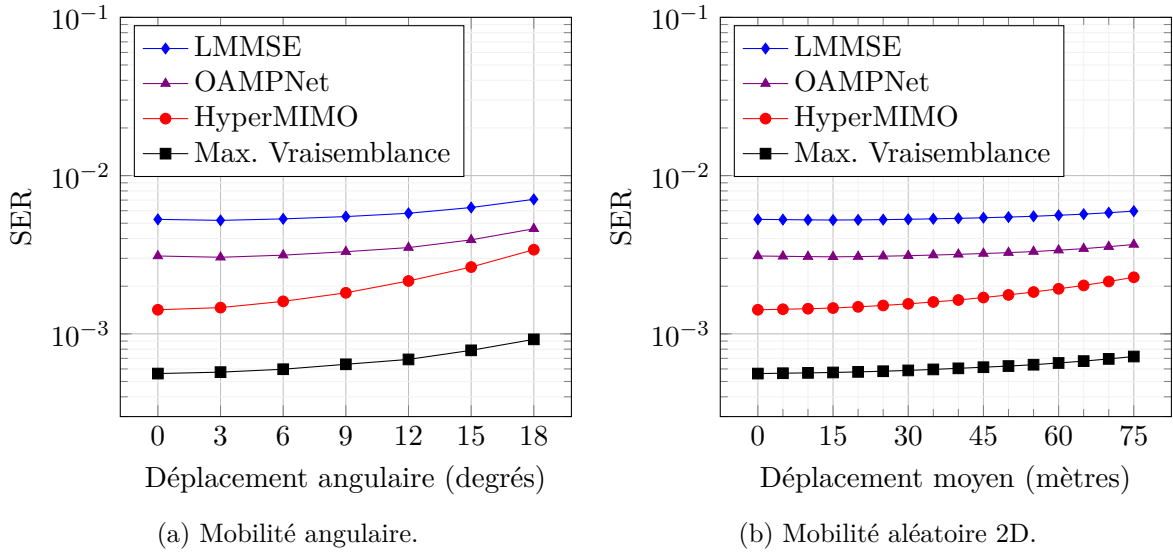 10⁻¹
10⁻²
10⁻³
SER
LMMSE
OAMPNet
HyperMIMO
Max. Vraisemblance
0 3 6 9 12 15 18
Déplacement angulaire (degrés)
(a) Mobilité angulaire.
10⁻¹
10⁻²
10⁻³
SER
LMMSE
OAMPNet
HyperMIMO
Max. Vraisemblance
0 15 30 45 60 75
Déplacement moyen (mètres)
(b) Mobilité aléatoire 2D.